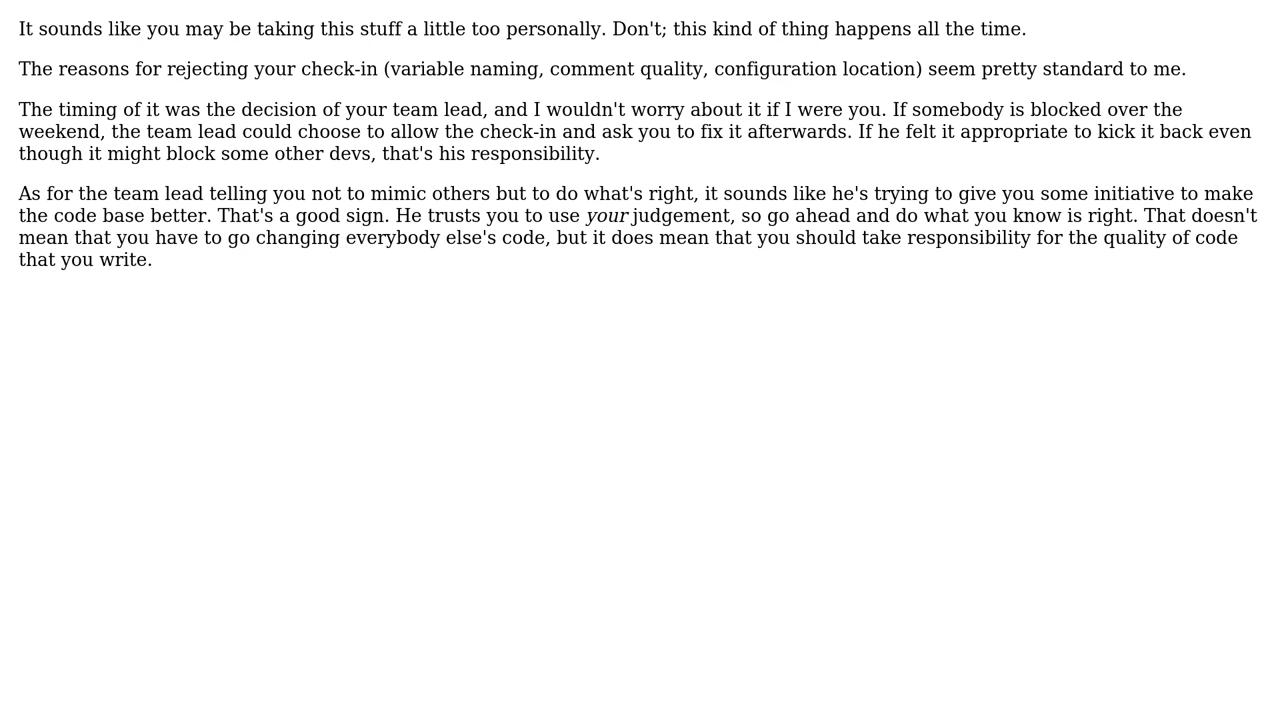 It sounds like you may be taking this stuff a little too personally. Don't; this kind of thing happens all the time.
The reasons for rejecting your check-in (variable naming, comment quality, configuration location) seem pretty standard to me.
The timing of it was the decision of your team lead, and I wouldn't worry about it if I were you. If somebody is blocked over the
weekend, the team lead could choose to allow the check-in and ask you to fix it afterwards. If he felt it appropriate to kick it back even
though it might block some other devs, that's his responsibility.
As for the team lead telling you not to mimic others but to do what's right, it sounds like he's trying to give you some initiative to make
the code base better. That's a good sign. He trusts you to use your judgement, so go ahead and do what you know is right. That doesn't
mean that you have to go changing everybody else's code, but it does mean that you should take responsibility for the quality of code
that you write.